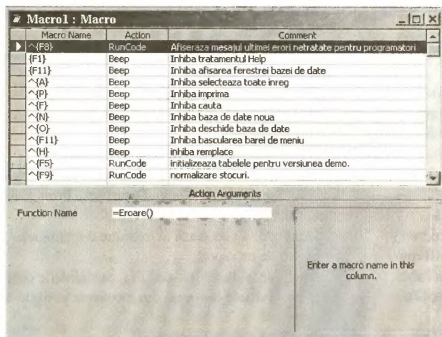 Macro1 : Macro
Macro Name Action Comment
^{F8} RunCode Afiseraza mesajul ultimei erori netratate pentru programatori
{F1} Beep Inhiba tratamentul Help
{F11} Beep Inhiba afisarea ferestrei bazei de date
^{A} Beep Inhiba selecteaza toate inreg
^{P} Beep Inhiba imprima
^{F} Beep Inhiba cauta
^{N} Beep Inhiba baza de date noua
^{O} Beep Inhiba deschide baza de date
^{F11} Beep Inhiba bascularea barei de meniu
^{H} Beep inhiba remplace
^{F5} RunCode initializeaza tabelele pentru versiunea demo.
^{F9} RunCode normalizare stocuri.
Action Arguments
Function Name =Eroare()
Enter a macro name in this
column.